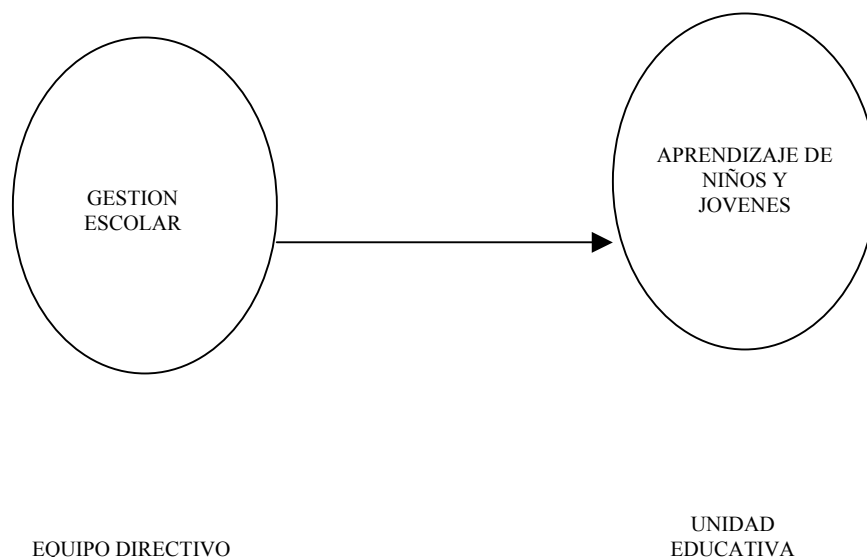 GESTION
ESCOLAR
APRENDIZAJE DE
NIÑOS Y
JOVENES
EQUIPO DIRECTIVO
UNIDAD
EDUCATIVA